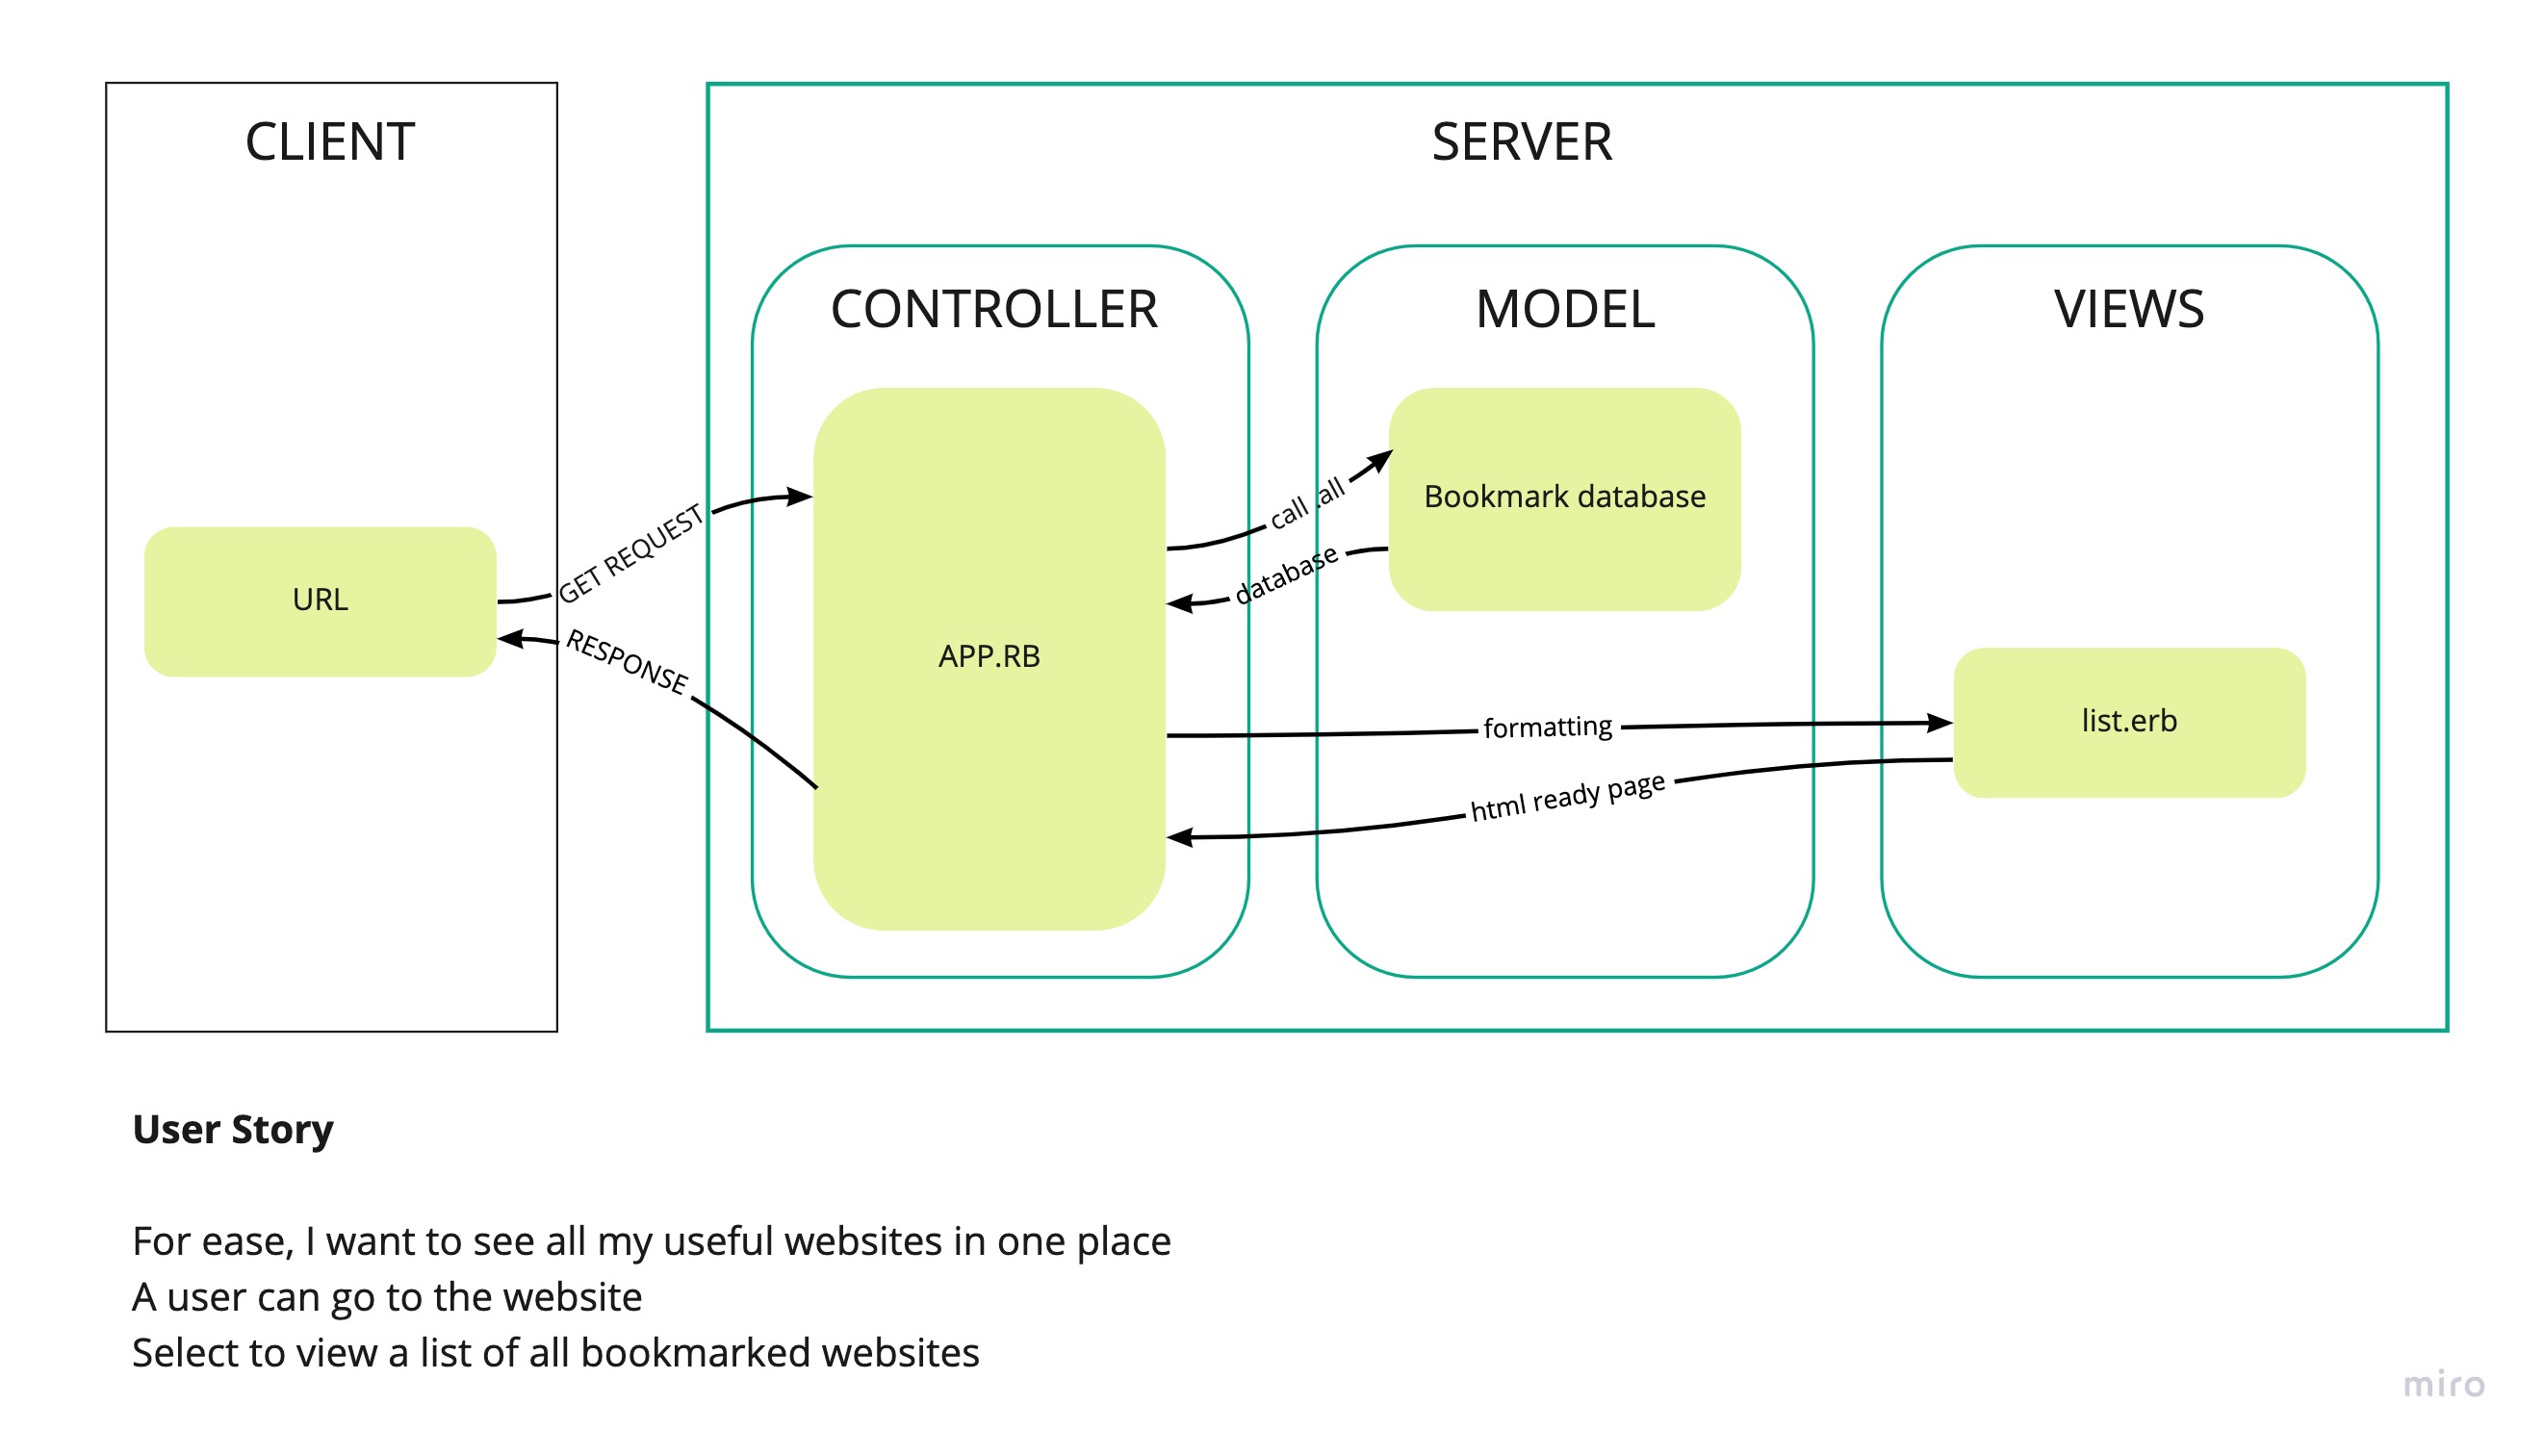 CLIENT
SERVER
CONTROLLER
MODEL
VIEWS
URL
GET REQUEST
RESPONSE
APP.RB
call .all
database
Bookmark database
formatting
html ready page
list.erb
User Story
For ease, I want to see all my useful websites in one place
A user can go to the website
Select to view a list of all bookmarked websites
miro